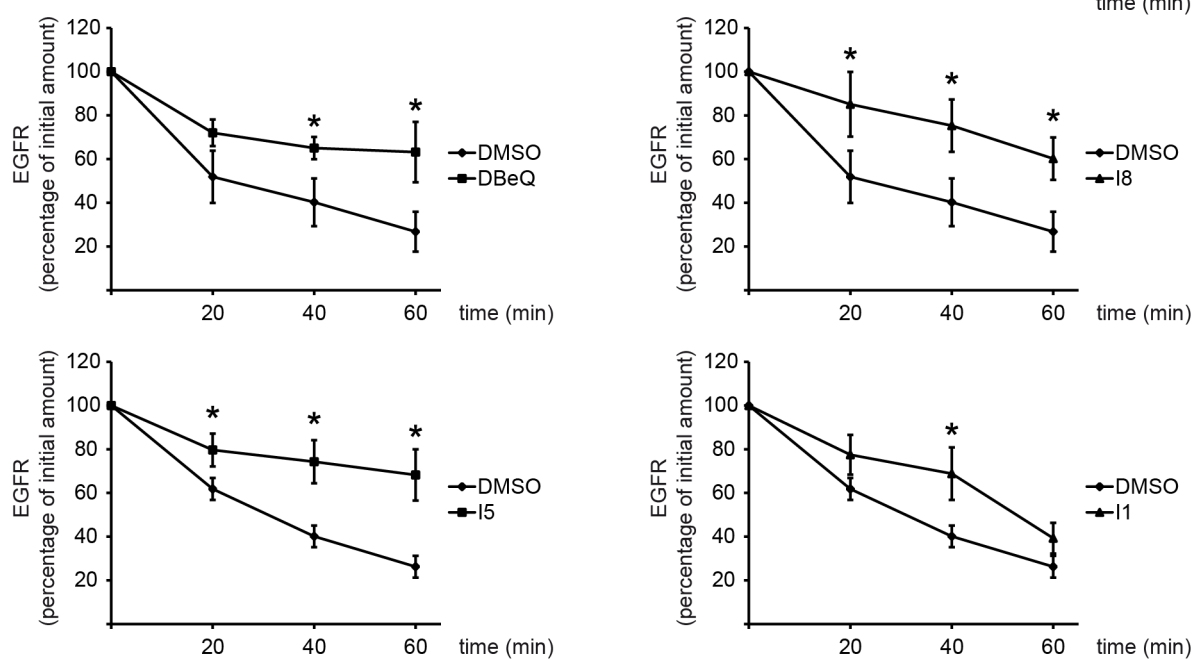 time (min)
EGFR
(percentage of initial amount)
120
100
80
60
40
20
*
*
DMSO
DBeQ
20
40
60
time (min)
EGFR
(percentage of initial amount)
120
100
80
60
40
20
*
*
*
DMSO
I8
20
40
60
time (min)
EGFR
(percentage of initial amount)
120
100
80
60
40
20
*
*
*
DMSO
I5
20
40
60
time (min)
EGFR
(percentage of initial amount)
120
100
80
60
40
20
*
DMSO
I1
20
40
60
time (min)